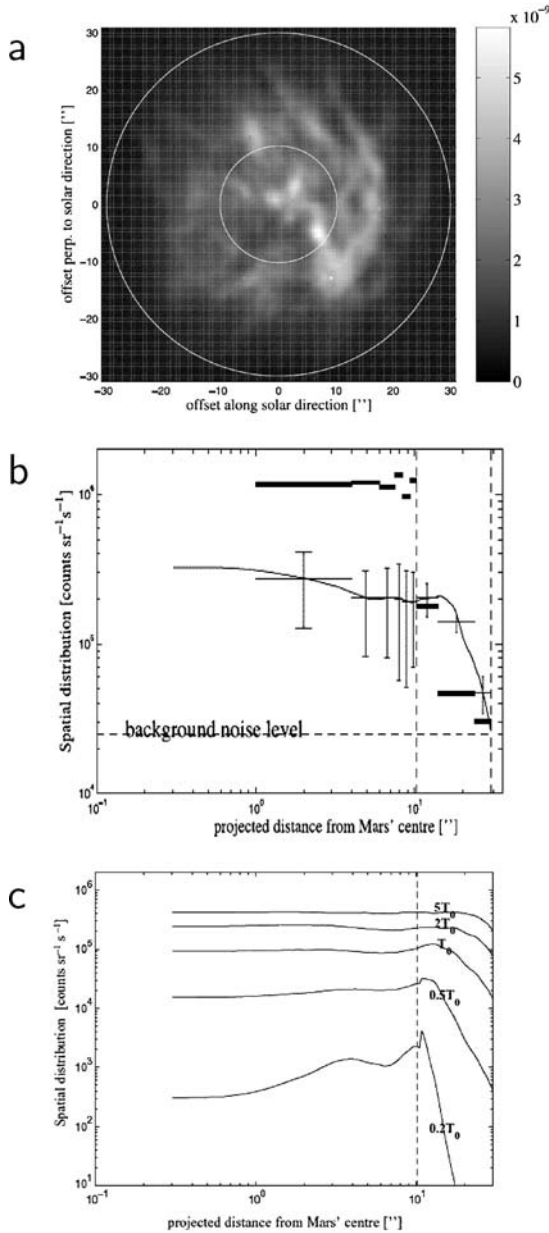 a
x 10⁻⁹
5
4
3
2
1
0
30
20
10
0
−10
−20
−30
offset perp. to solar direction ['']
−30 −20 −10 0 10 20 30
offset along solar direction ['']
b
10⁶
10⁵
10⁴
Spatial distribution [counts sr⁻¹s⁻¹]
background noise level
10⁻¹ 10⁰ 10¹
projected distance from Mars' centre ['']
c
10⁶
10⁵
10⁴
10³
10²
10¹
Spatial distribution [counts sr⁻¹ s⁻¹]
5T₀
2T₀
T₀
0.5T₀
0.2T₀
10⁻¹ 10⁰ 10¹
projected distance from Mars' centre ['']